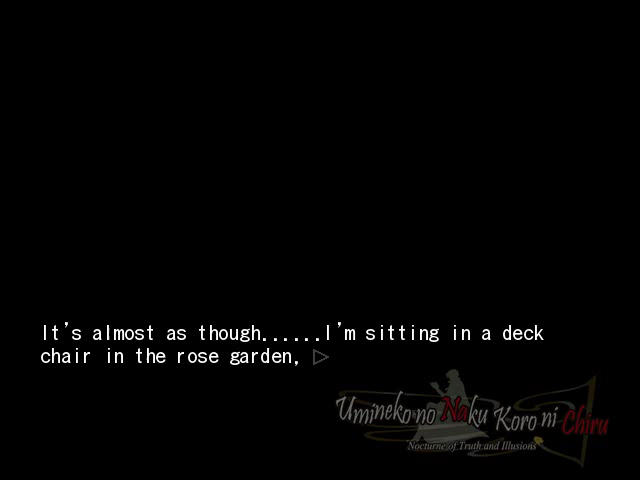 It's almost as though......I'm sitting in a deck
chair in the rose garden,
Umineko no Naku Koro ni Chiru
Nocturne of Truth and Illusions